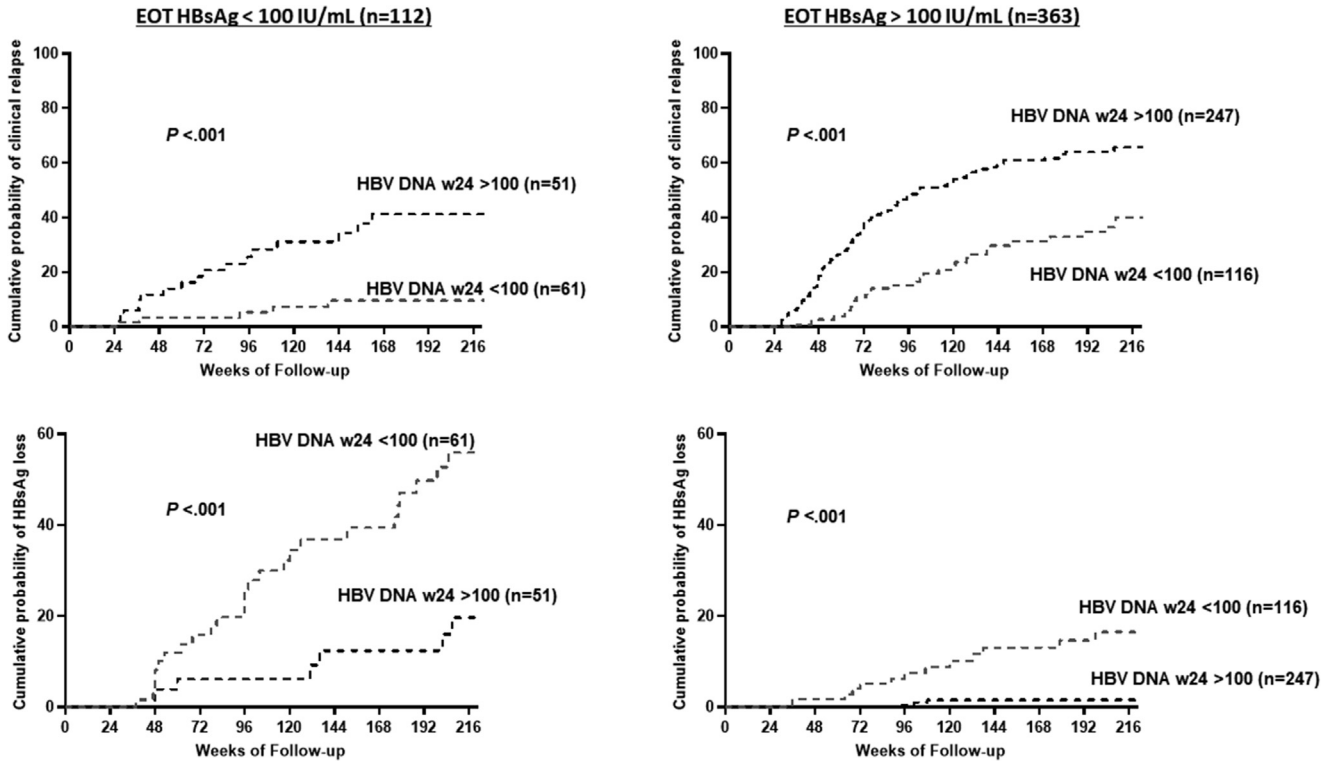 EOT HBsAg < 100 IU/mL (n=112)
EOT HBsAg > 100 IU/mL (n=363)
Cumulative probability of clinical relapse
100
80
60
40
20
0
P <.001
HBV DNA w24 >100 (n=51)
HBV DNA w24 <100 (n=61)
0 24 48 72 96 120 144 168 192 216
Weeks of Follow-up
Cumulative probability of clinical relapse
100
80
60
40
20
0
P <.001
HBV DNA w24 >100 (n=247)
HBV DNA w24 <100 (n=116)
0 24 48 72 96 120 144 168 192 216
Weeks of Follow-up
Cumulative probability of HBsAg loss
60
40
20
0
HBV DNA w24 <100 (n=61)
P <.001
HBV DNA w24 >100 (n=51)
0 24 48 72 96 120 144 168 192 216
Weeks of Follow-up
Cumulative probability of HBsAg loss
60
40
20
0
P <.001
HBV DNA w24 <100 (n=116)
HBV DNA w24 >100 (n=247)
0 24 48 72 96 120 144 168 192 216
Weeks of Follow-up